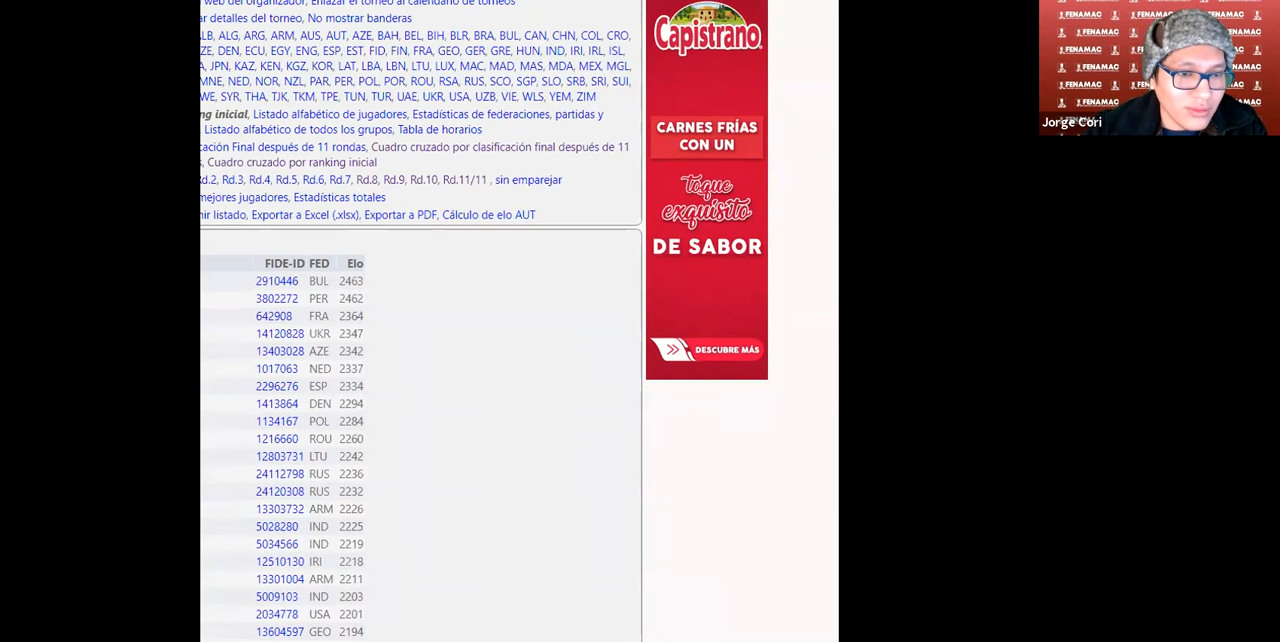 web del organizador, Enlazar el torneo al calendario de torneos
ar detalles del torneo, No mostrar banderas
ALB, ALG, ARG, ARM, AUS, AUT, AZE, BAH, BEL, BIH, BLR, BRA, BUL, CAN, CHN, COL, CRO,
ZE, DEN, ECU, EGY, ENG, ESP, EST, FID, FIN, FRA, GEO, GER, GRE, HUN, IND, IRI, IRL, ISL,
A, JPN, KAZ, KEN, KGZ, KOR, LAT, LBA, LBN, LTU, LUX, MAC, MAD, MAS, MDA, MEX, MGL,
MNE, NED, NOR, NZL, PAR, PER, POL, POR, ROU, RSA, RUS, SCO, SGP, SLO, SRB, SRI, SUI,
WE, SYR, THA, TJK, TKM, TPE, TUN, TUR, UAE, UKR, USA, UZB, VIE, WLS, YEM, ZIM
ng inicial, Listado alfabético de jugadores, Estadísticas de federaciones, partidas y
Listado alfabético de todos los grupos, Tabla de horarios
cación Final después de 11 rondas, Cuadro cruzado por clasificación final después de 11
s, Cuadro cruzado por ranking inicial
Rd.2, Rd.3, Rd.4, Rd.5, Rd.6, Rd.7, Rd.8, Rd.9, Rd.10, Rd.11/11 , sin emparejar
mejores jugadores, Estadísticas totales
nir listado, Exportar a Excel (.xlsx), Exportar a PDF, Cálculo de elo AUT
FIDE-ID FED Elo
2910446 BUL 2463
3802272 PER 2462
642908 FRA 2364
14120828 UKR 2347
13403028 AZE 2342
1017063 NED 2337
2296276 ESP 2334
1413864 DEN 2294
1134167 POL 2284
1216660 ROU 2260
12803731 LTU 2242
24112798 RUS 2236
24120308 RUS 2232
13303732 ARM 2226
5028280 IND 2225
5034566 IND 2219
12510130 IRI 2218
13301004 ARM 2211
5009103 IND 2203
2034778 USA 2201
13604597 GEO 2194
Capistrano
CARNES FRÍAS
CON UN
toque
exquisito
DE SABOR
DESCUBRE MÁS
FENAMAC
FENAMAC
FENAMAC
FENAMAC
FENAMAC
FENAMAC
FENAMAC
Jorge Cori